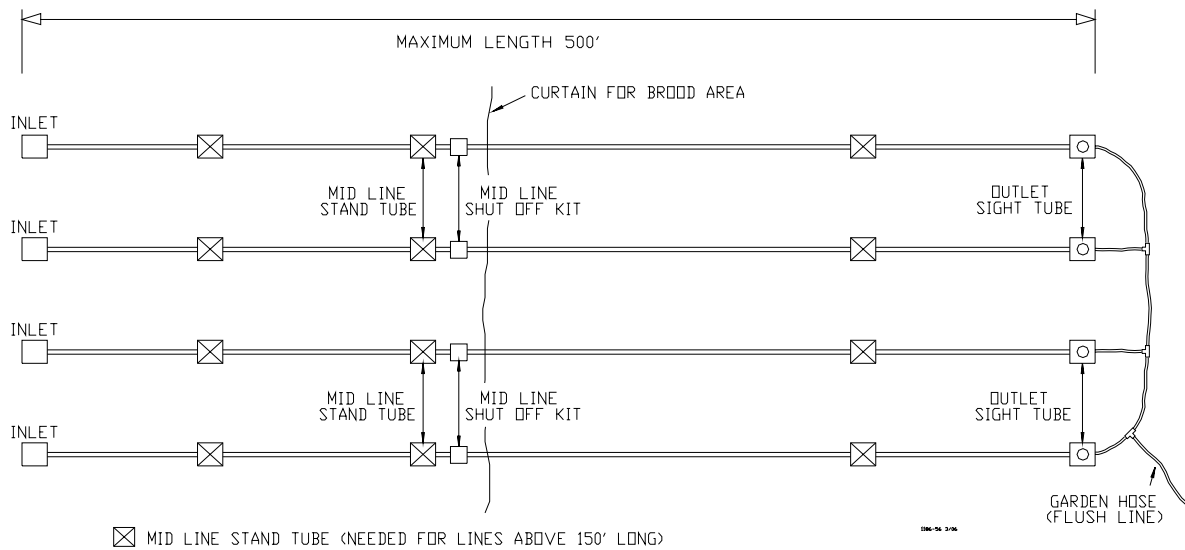 MAXIMUM LENGTH 500'
CURTAIN FOR BROOD AREA
INLET
MID LINE
STAND TUBE
MID LINE
SHUT OFF KIT
OUTLET
SIGHT TUBE
INLET
INLET
MID LINE
STAND TUBE
MID LINE
SHUT OFF KIT
OUTLET
SIGHT TUBE
INLET
GARDEN HOSE
(FLUSH LINE)
MID LINE STAND TUBE (NEEDED FOR LINES ABOVE 150' LONG)